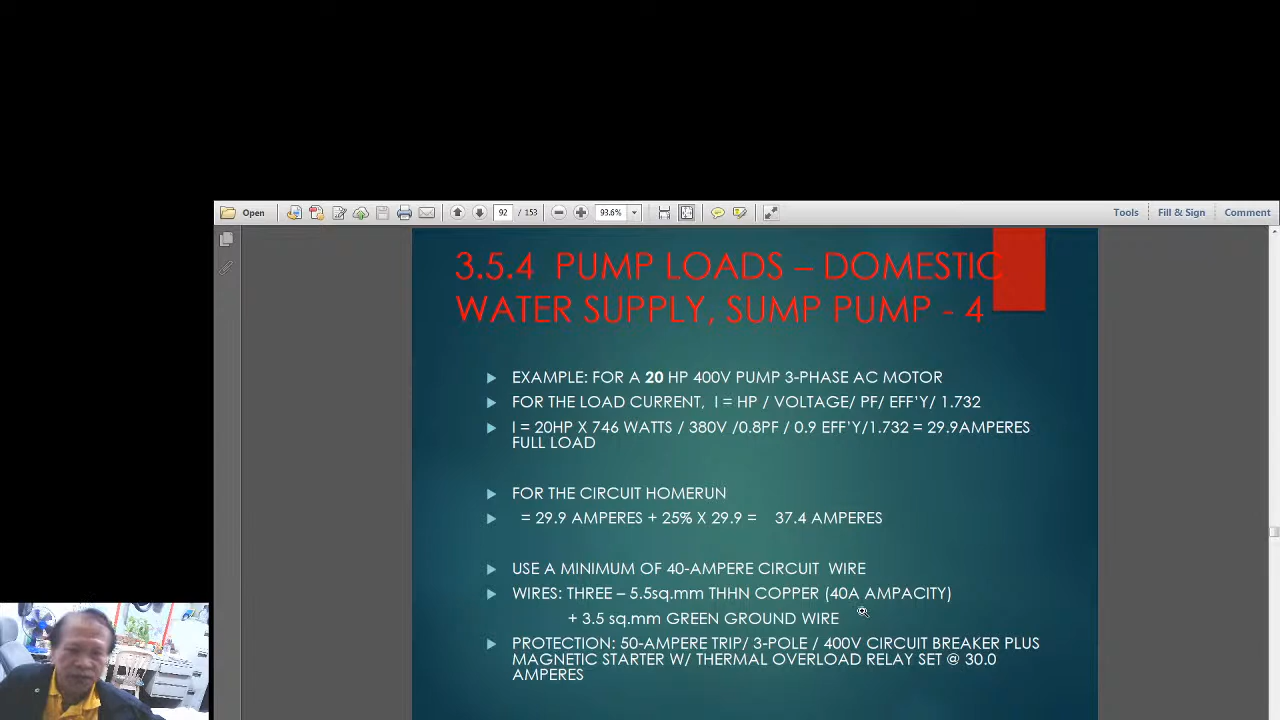 Open
92
/ 153
93.6%
Tools
Fill & Sign
Comment
3.5.4 PUMP LOADS – DOMESTIC
WATER SUPPLY, SUMP PUMP - 4
EXAMPLE: FOR A 20 HP 400V PUMP 3-PHASE AC MOTOR
FOR THE LOAD CURRENT, I = HP / VOLTAGE/ PF/ EFF'Y/ 1.732
I = 20HP X 746 WATTS / 380V /0.8PF / 0.9 EFF'Y/1.732 = 29.9AMPERES
FULL LOAD
FOR THE CIRCUIT HOMERUN
= 29.9 AMPERES + 25% X 29.9 = 37.4 AMPERES
USE A MINIMUM OF 40-AMPERE CIRCUIT WIRE
WIRES: THREE – 5.5sq.mm THHN COPPER (40A AMPACITY)
+ 3.5 sq.mm GREEN GROUND WIRE
PROTECTION: 50-AMPERE TRIP/ 3-POLE / 400V CIRCUIT BREAKER PLUS
MAGNETIC STARTER W/ THERMAL OVERLOAD RELAY SET @ 30.0
AMPERES